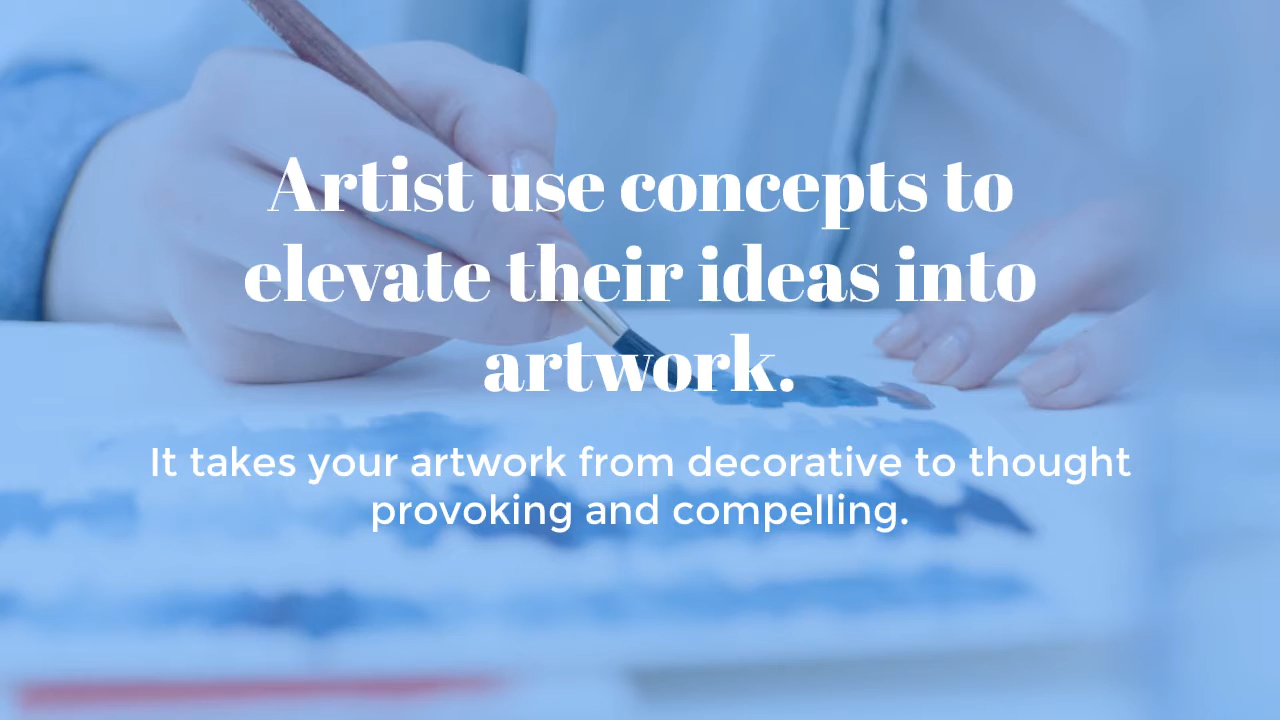 Artist use concepts to
elevate their ideas into
artwork.
It takes your artwork from decorative to thought
provoking and compelling.